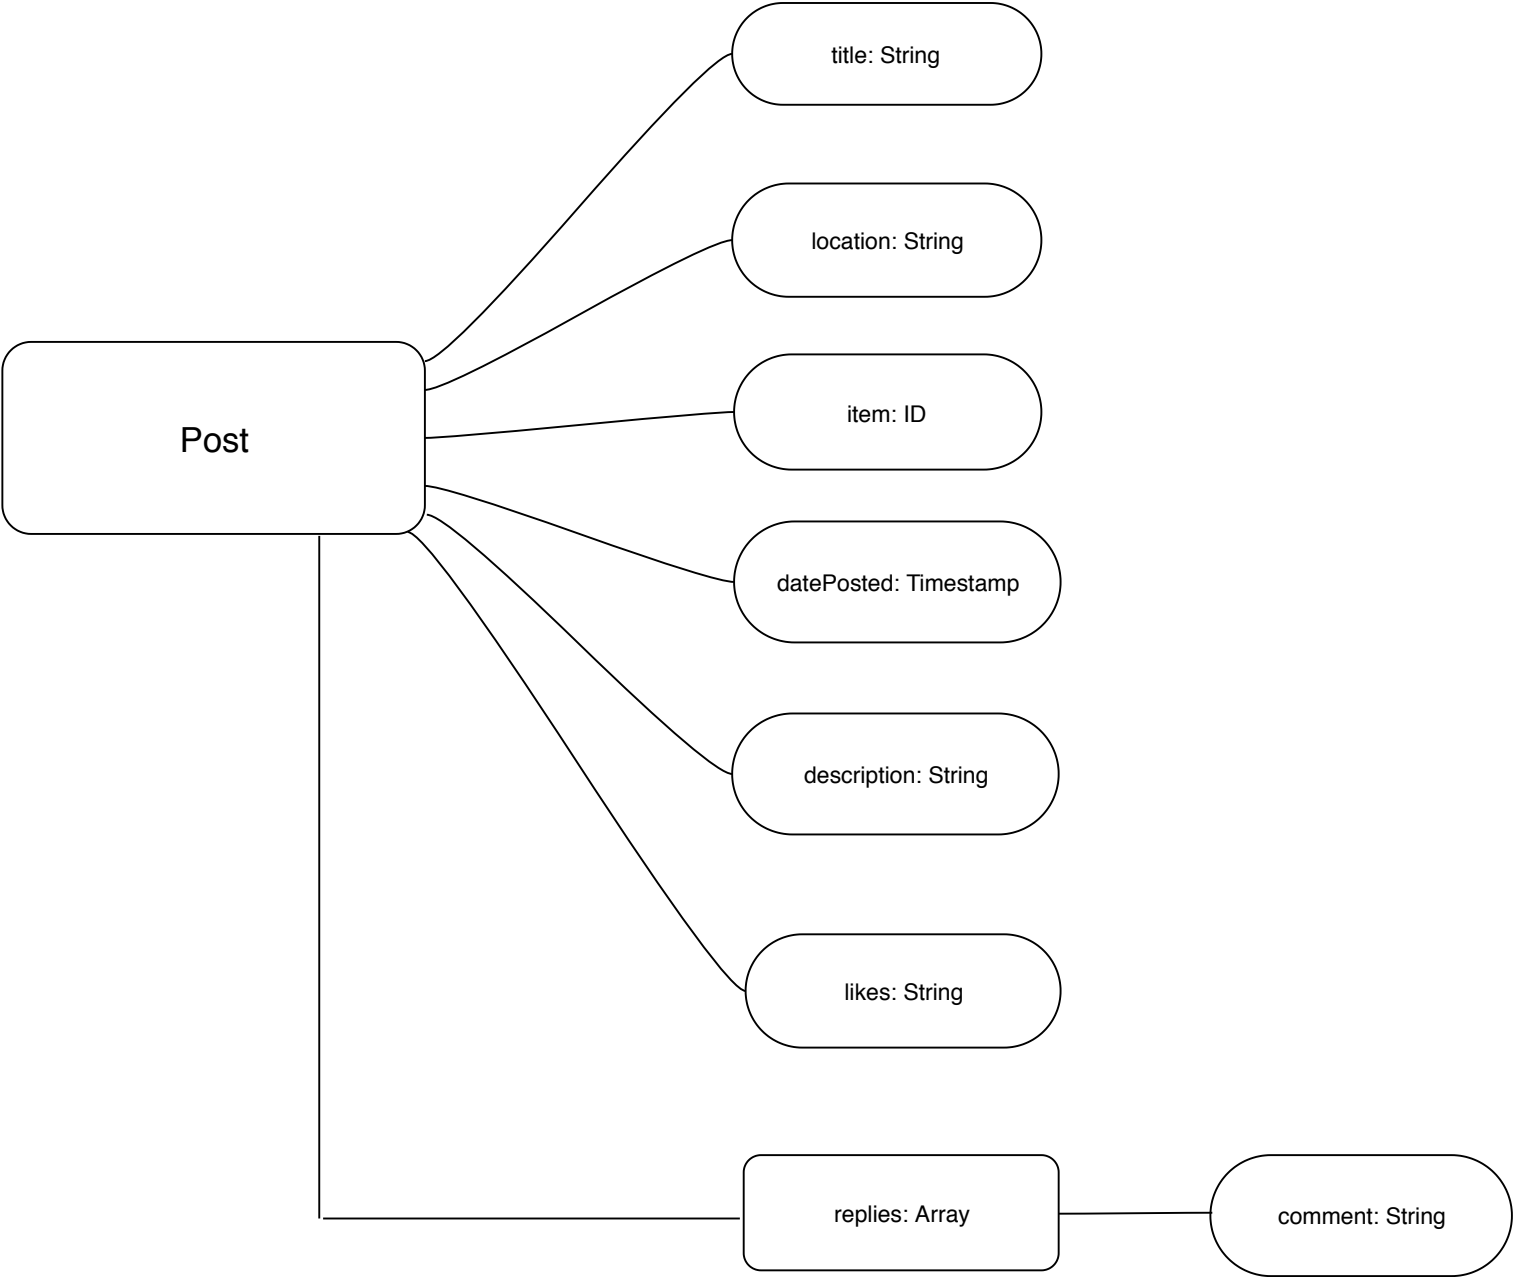 title: String
location: String
Post
item: ID
datePosted: Timestamp
description: String
likes: String
replies: Array
comment: String